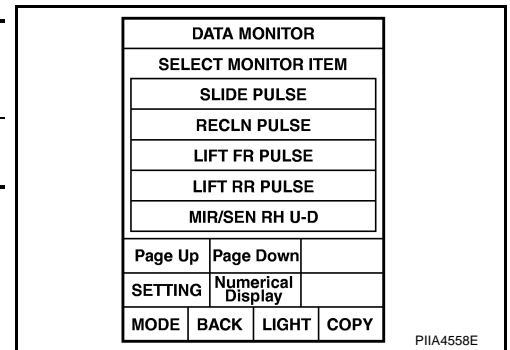 DATA MONITOR
SELECT MONITOR ITEM
SLIDE PULSE
RECLN PULSE
LIFT FR PULSE
LIFT RR PULSE
MIR/SEN RH U-D
Page Up Page Down
SETTING Numerical Display
MODE BACK LIGHT COPY
PIIA4558E